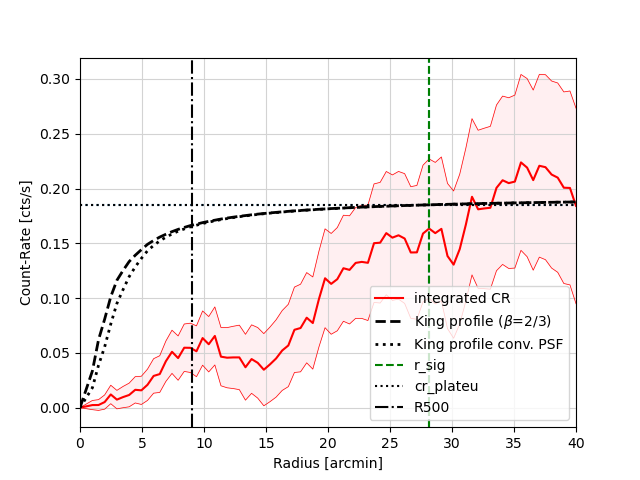 0.30
0.25
0.20
0.15
0.10
0.05
0.00
Count-Rate [cts/s]
integrated CR
King profile (β=2/3)
King profile conv. PSF
r_sig
cr_plateu
R500
0 5 10 15 20 25 30 35 40
Radius [arcmin]